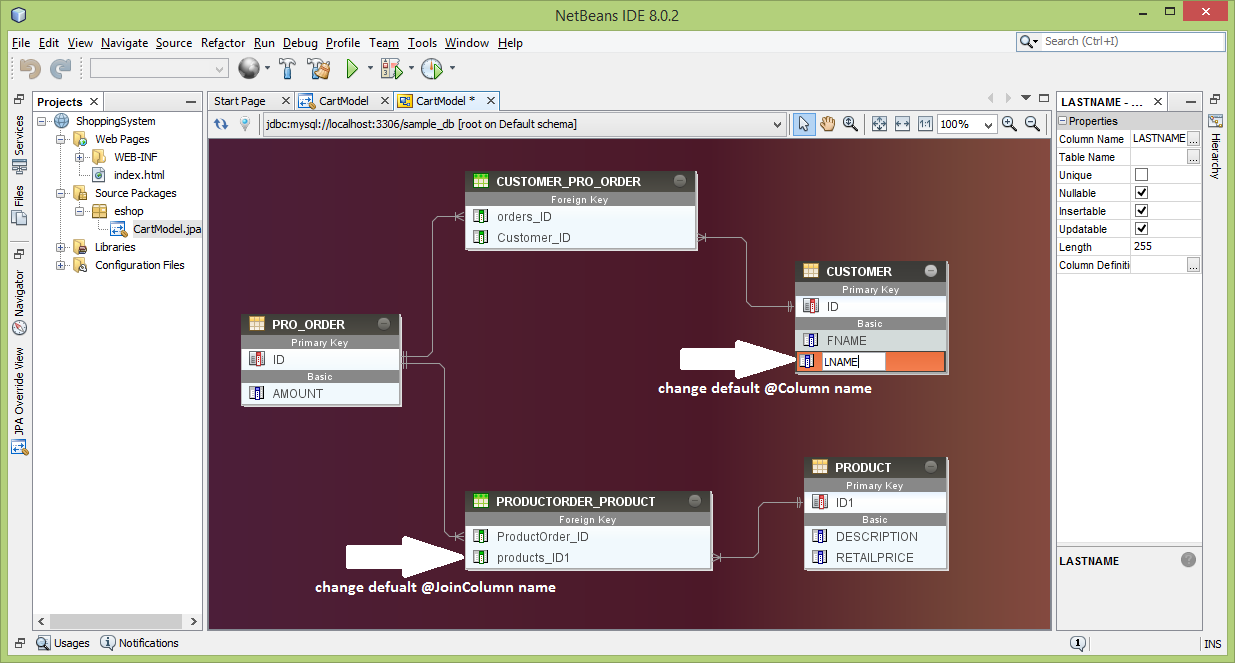 NetBeans IDE 8.0.2
File Edit View Navigate Source Refactor Run Debug Profile Team Tools Window Help
Search (Ctrl+I)
Projects
Start Page
CartModel
CartModel *
LASTNAME - ...
jdbc:mysql://localhost:3306/sample_db [root on Default schema]
100%
1:1
Services
Files
Navigator
JPA Override View
ShoppingSystem
Web Pages
WEB-INF
index.html
Source Packages
eshop
CartModel.jpa
Libraries
Configuration Files
CUSTOMER_PRO_ORDER
Foreign Key
orders_ID
Customer_ID
CUSTOMER
Primary Key
ID
Basic
FNAME
LNAME
change default @Column name
PRO_ORDER
Primary Key
ID
Basic
AMOUNT
PRODUCT
Primary Key
ID1
Basic
DESCRIPTION
RETAILPRICE
PRODUCTORDER_PRODUCT
Foreign Key
ProductOrder_ID
products_ID1
change defualt @JoinColumn name
Properties
Column Name LASTNAME ...
Table Name ...
Unique
Nullable
Insertable
Updatable
Length 255
Column Definiti ...
LASTNAME
Hierarchy
Usages
Notifications
INS